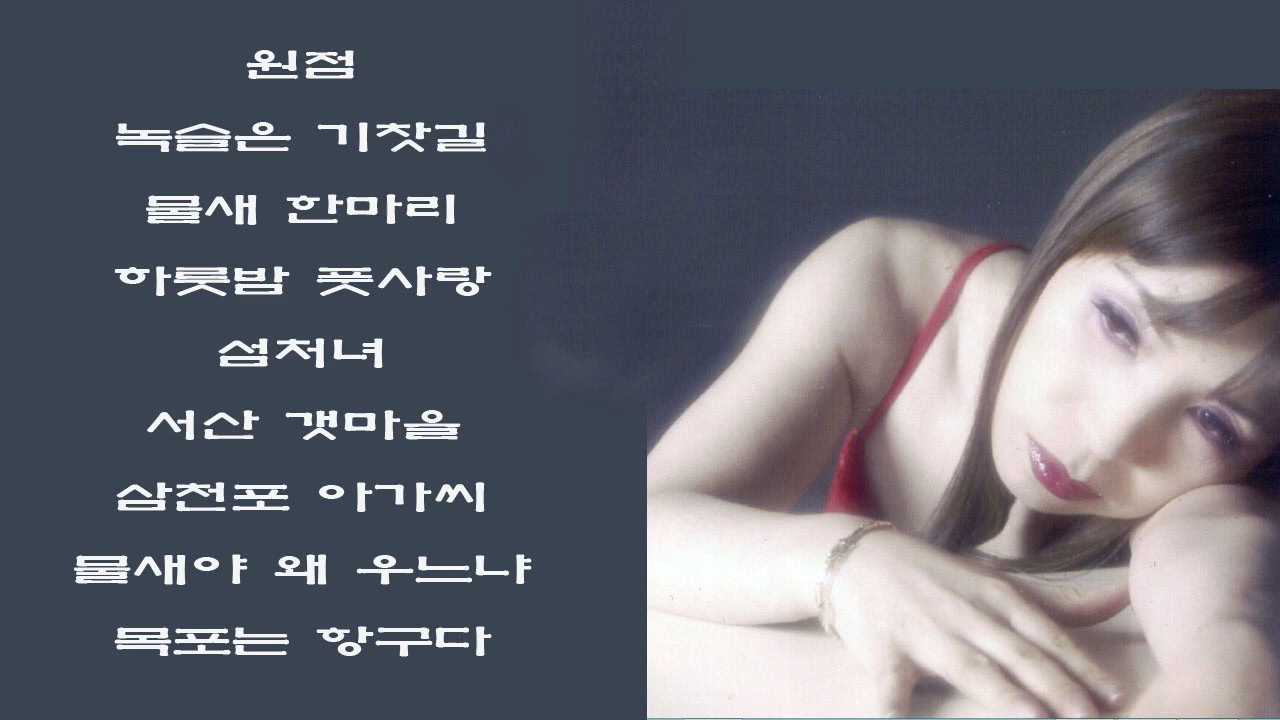 원점
녹슬은 기찻길
물새 한마리
하룻밤 풋사랑
섬처녀
서산 갯마을
삼천포 아가씨
물새야 왜 우느냐
목포는 항구다